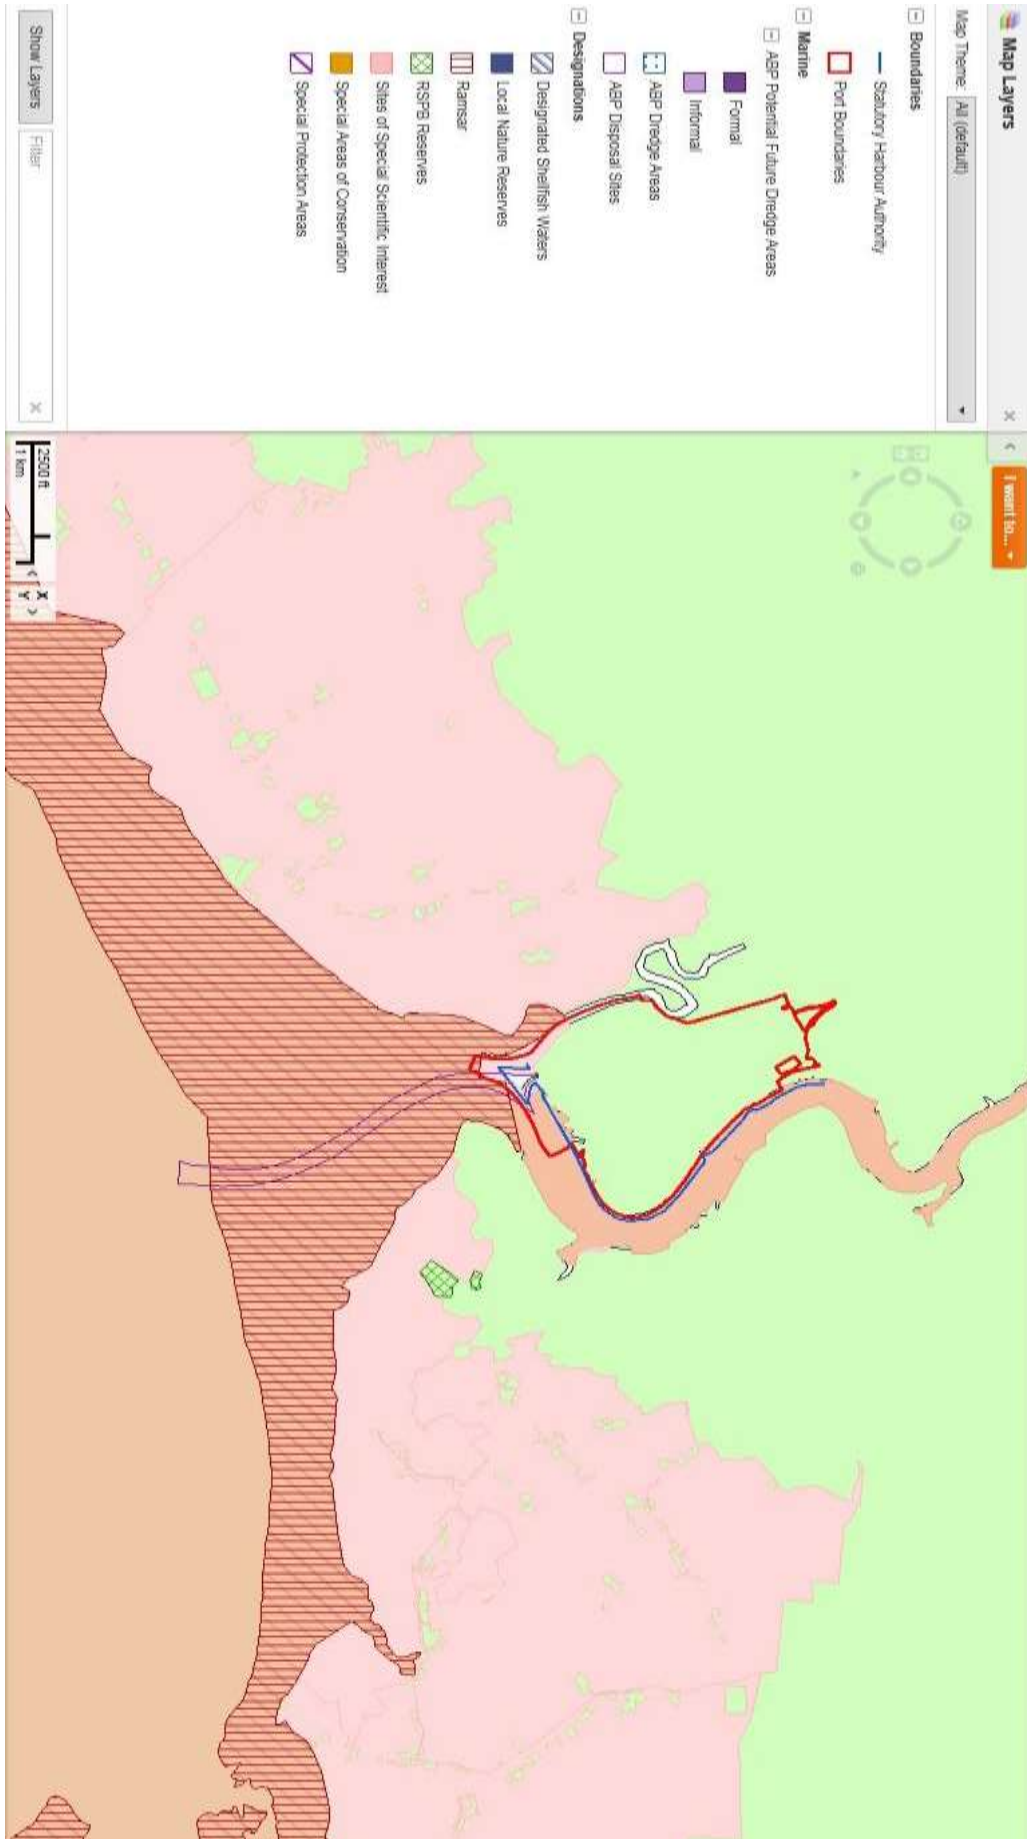 Map Layers
Map Theme: All (default)
Boundaries
Statutory Harbour Authority
Port Boundaries
Marine
ABP Potential Future Dredge Areas
Formal
Informal
ABP Dredge Areas
ABP Disposal Sites
Designations
Designated Shellfish Waters
Local Nature Reserves
Ramsar
RSPB Reserves
Sites of Special Scientific Interest
Special Areas of Conservation
Special Protection Areas
Show Layers
Filter
I want to...
2500 ft
1 km
X
Y